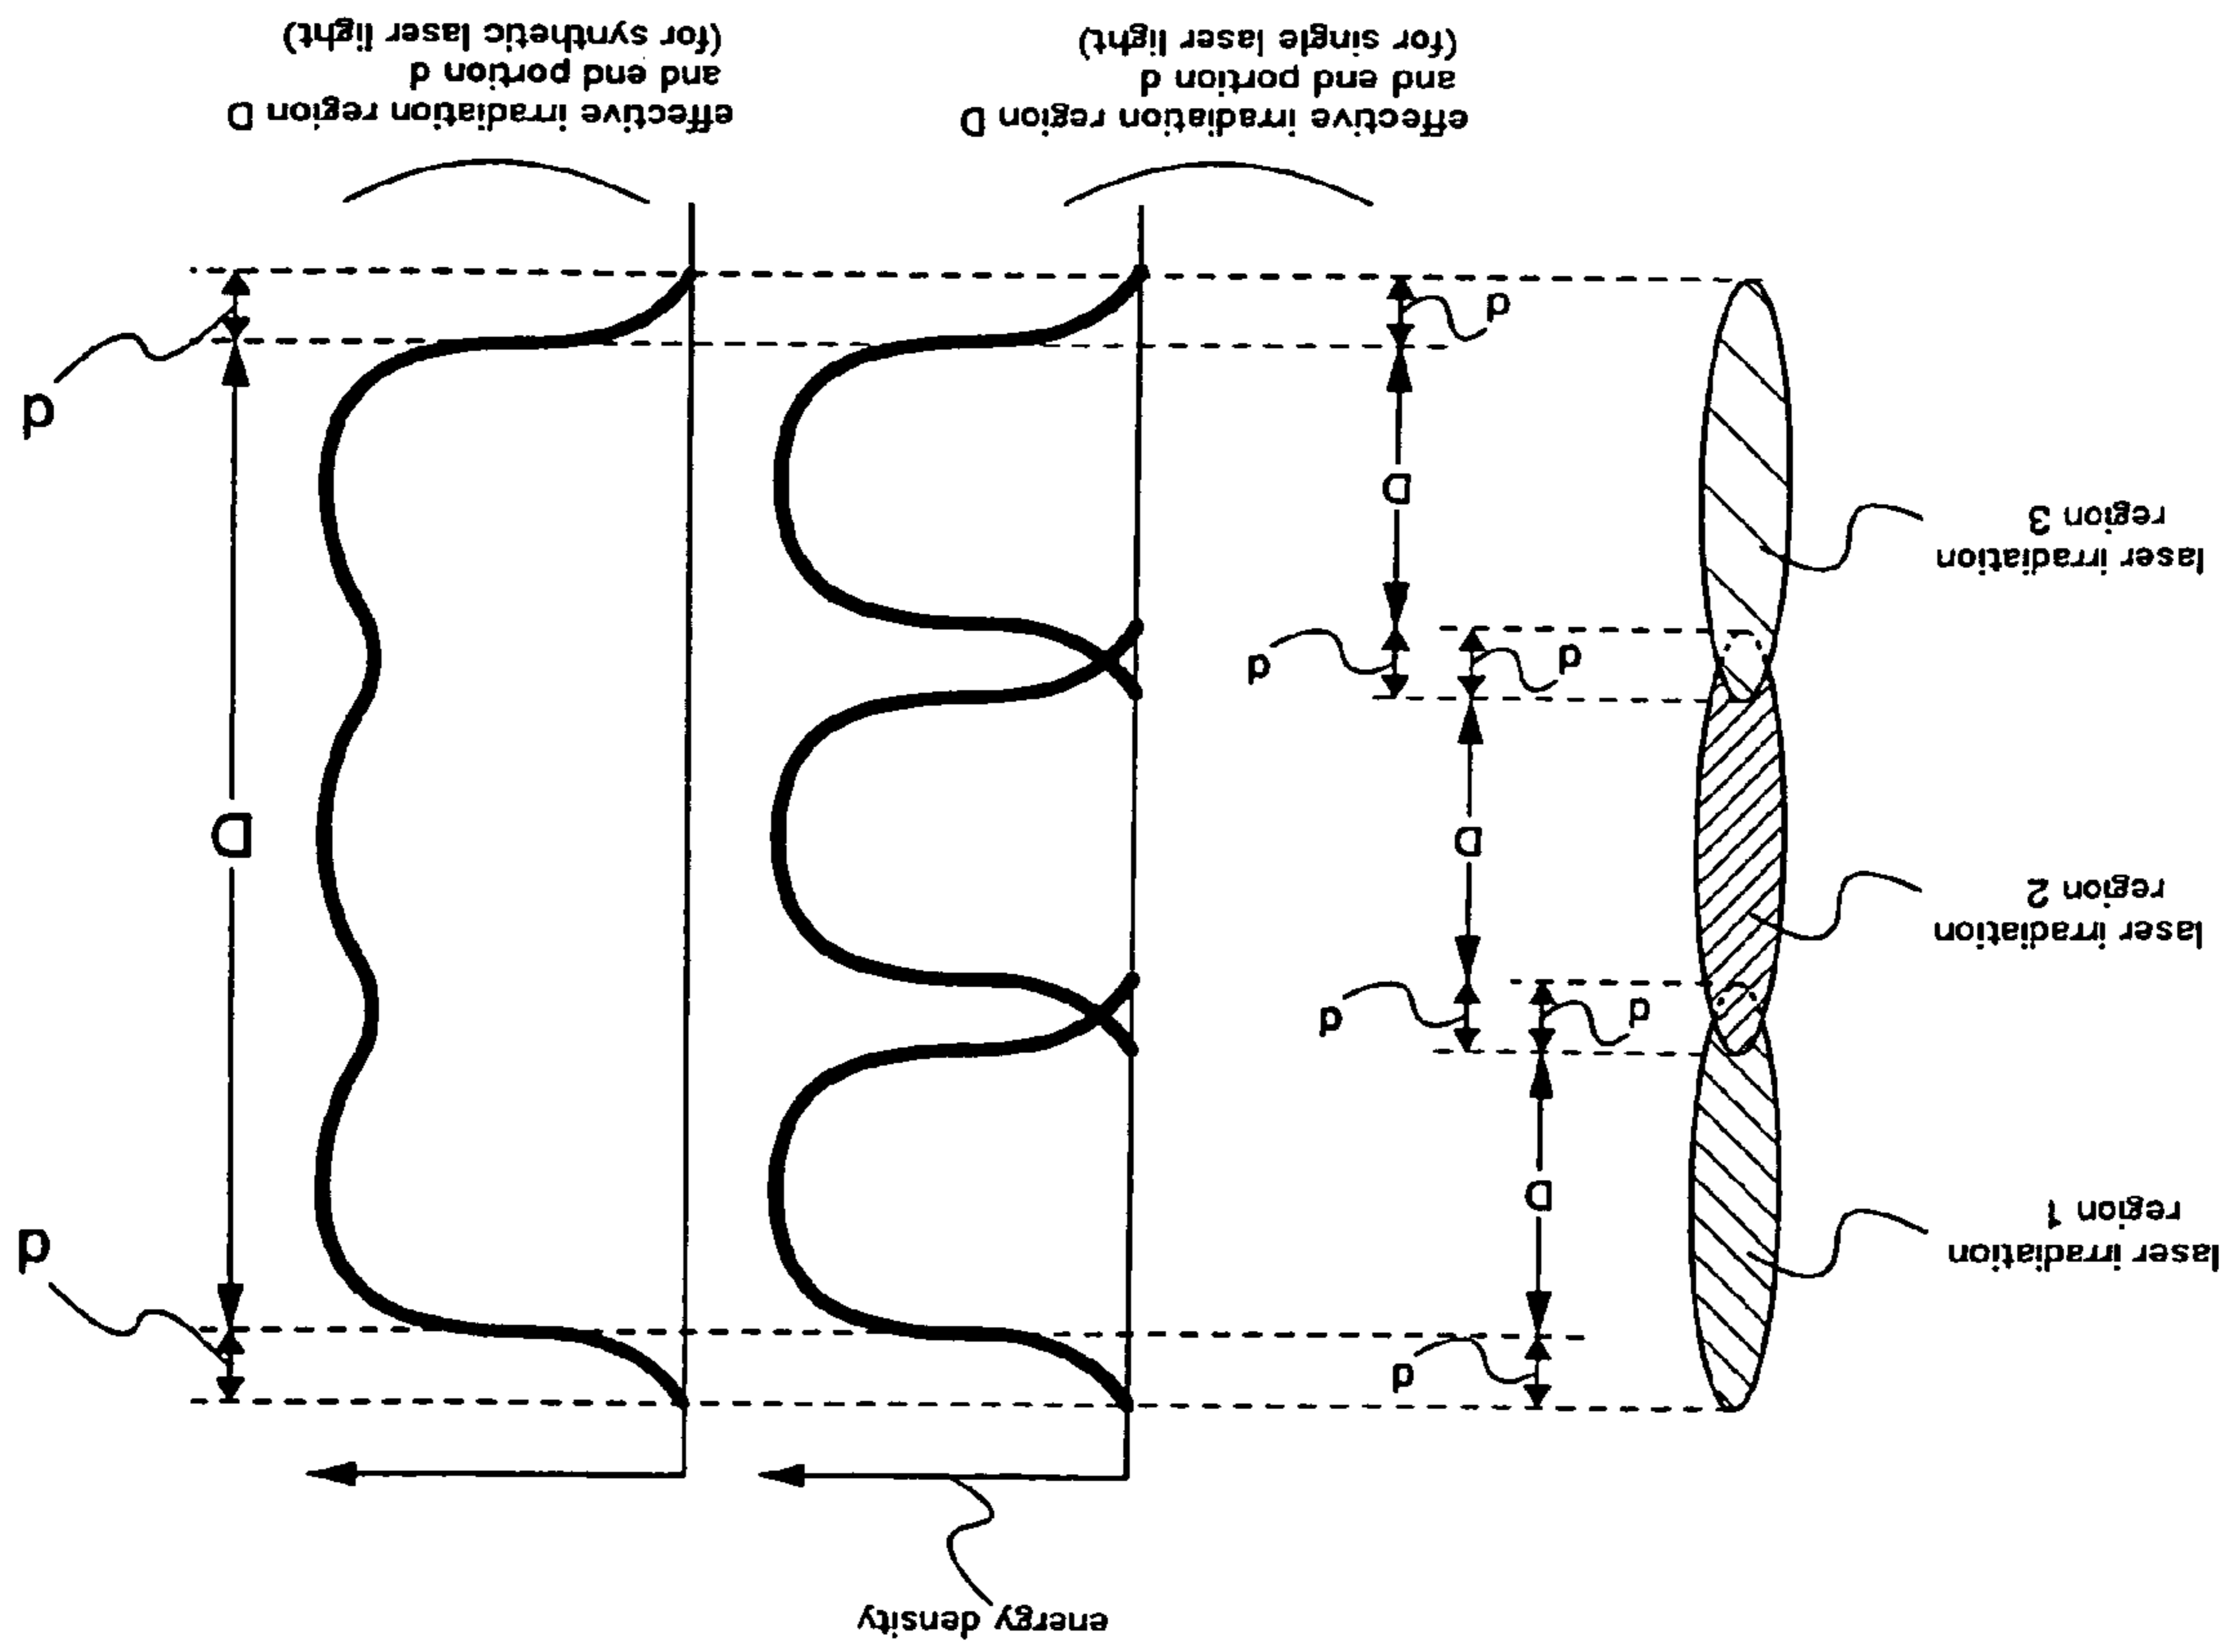 energy density
laser irradiation
region 1
d
D
d
laser irradiation
region 2
d
D
d
laser irradiation
region 3
d
D
d
d
D
d
effective irradiation region D
and end portion d
(for single laser light)
effective irradiation region D
and end portion d
(for synthetic laser light)